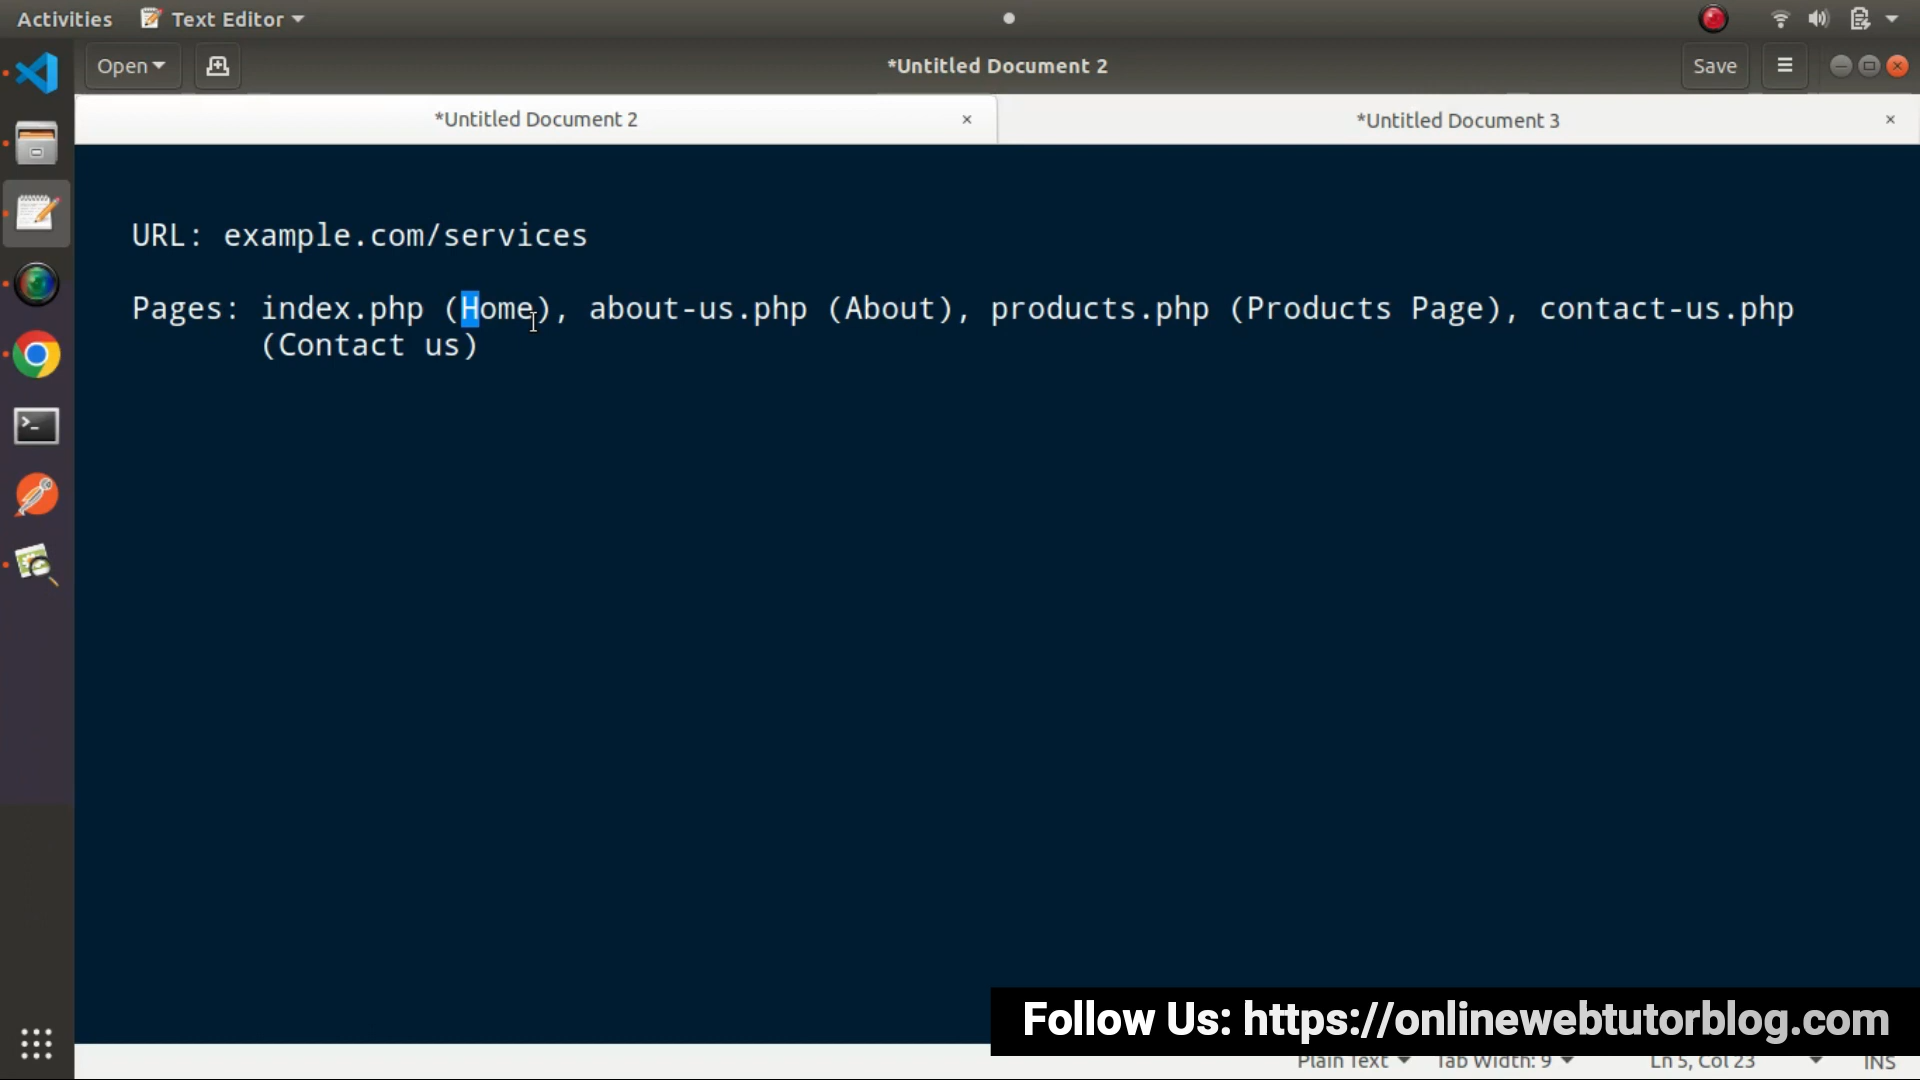 Activities Text Editor
Open *Untitled Document 2 Save
*Untitled Document 2 × *Untitled Document 3 ×
URL: example.com/services
Pages: index.php (Home), about-us.php (About), products.php (Products Page), contact-us.php
(Contact us)
Follow Us: https://onlinewebtutorblog.com
Plain Text Tab Width: 9 Ln 5, Col 23 INS